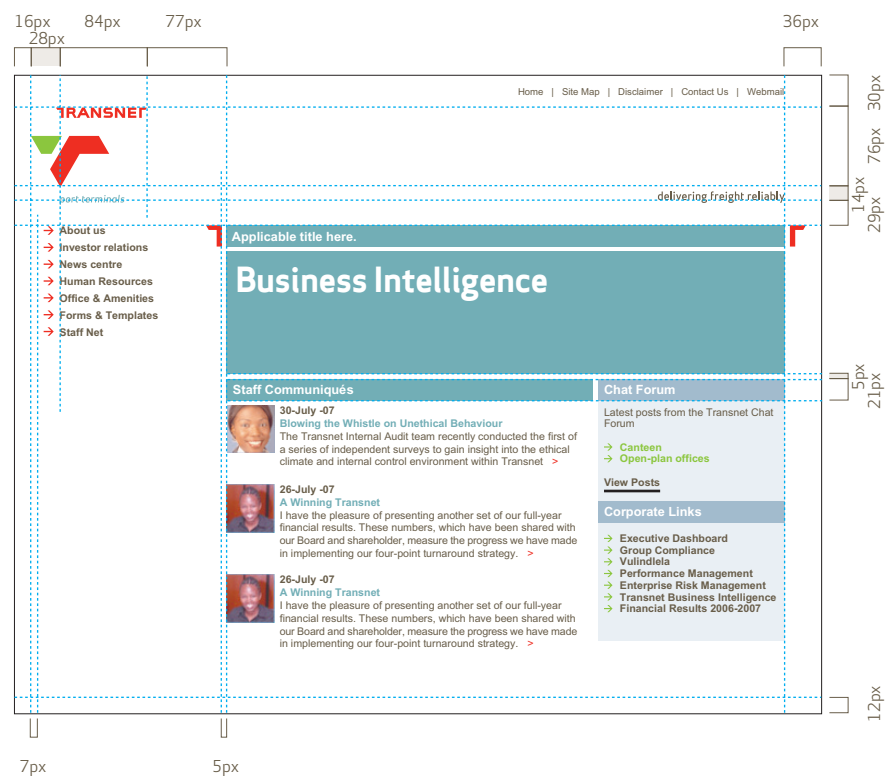 16px 84px 77px 36px
28px
Home | Site Map | Disclaimer | Contact Us | Webmail
30px
TRANSNET
76px
port terminals
delivering freight reliably
14px
29px
About us
Investor relations
News centre
Human Resources
Office & Amenities
Forms & Templates
Staff Net
Applicable title here.
Business Intelligence
5px
21px
Staff Communiqués
30-July -07
Blowing the Whistle on Unethical Behaviour
The Transnet Internal Audit team recently conducted the first of
a series of independent surveys to gain insight into the ethical
climate and internal control environment within Transnet >
26-July -07
A Winning Transnet
I have the pleasure of presenting another set of our full-year
financial results. These numbers, which have been shared with
our Board and shareholder, measure the progress we have made
in implementing our four-point turnaround strategy. >
26-July -07
A Winning Transnet
I have the pleasure of presenting another set of our full-year
financial results. These numbers, which have been shared with
our Board and shareholder, measure the progress we have made
in implementing our four-point turnaround strategy. >
Chat Forum
Latest posts from the Transnet Chat
Forum
Canteen
Open-plan offices
View Posts
Corporate Links
Executive Dashboard
Group Compliance
Vulindlela
Performance Management
Enterprise Risk Management
Transnet Business Intelligence
Financial Results 2006-2007
12px
7px 5px